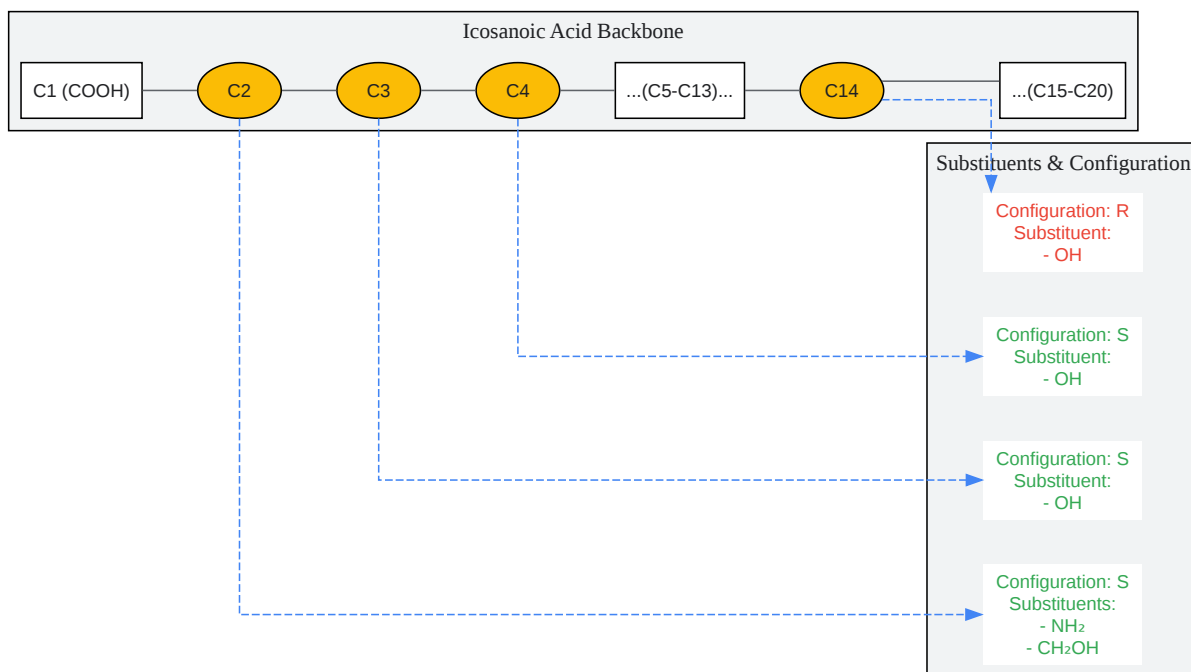 Icosanoic Acid Backbone
C1 (COOH)
C2
C3
C4
...(C5-C13)...
C14
...(C15-C20)
Substituents & Configuration
Configuration: R
Substituent:
- OH
Configuration: S
Substituent:
- OH
Configuration: S
Substituent:
- OH
Configuration: S
Substituents:
- NH₂
- CH₂OH